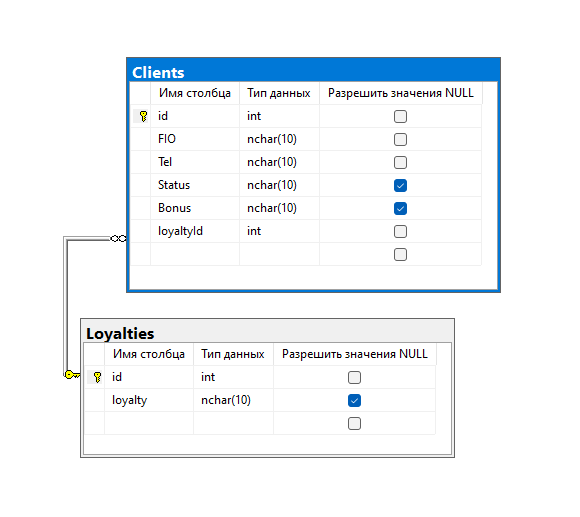 Clients
Имя столбца Тип данных Разрешить значения NULL
id int
FIO nchar(10)
Tel nchar(10)
Status nchar(10)
Bonus nchar(10)
loyaltyId int
Loyalties
Имя столбца Тип данных Разрешить значения NULL
id int
loyalty nchar(10)